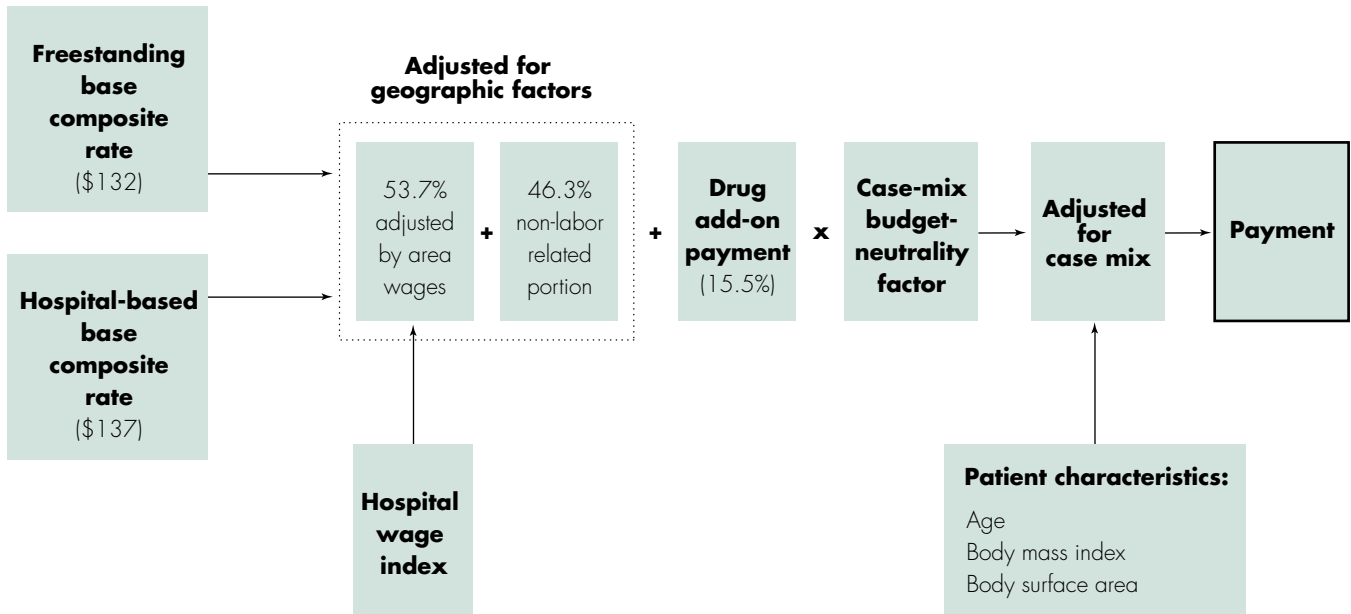 Freestanding
base
composite
rate
($132)
Hospital-based
base
composite
rate
($137)
Adjusted for
geographic factors
53.7%
adjusted
by area
wages
+
46.3%
non-labor
related
portion
+
Drug
add-on
payment
(15.5%)
x
Case-mix
budget-
neutrality
factor
Adjusted
for
case mix
Payment
Hospital
wage
index
Patient characteristics:
Age
Body mass index
Body surface area